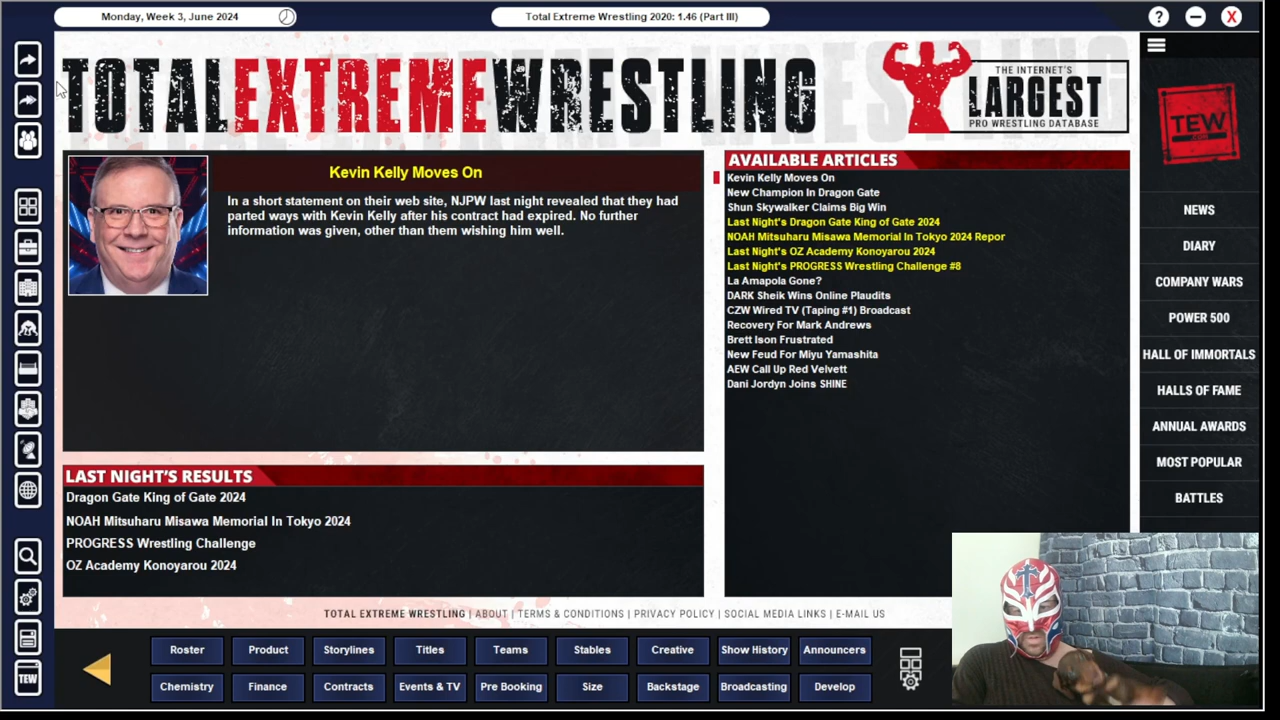 Monday, Week 3, June 2024
Total Extreme Wrestling 2020: 1.46 (Part III)
?
X
TOTALEXTREMEWRESTLING
THE INTERNET'S
LARGEST
PRO WRESTLING DATABASE
TEW
.COM
Kevin Kelly Moves On
In a short statement on their web site, NJPW last night revealed that they had
parted ways with Kevin Kelly after his contract had expired. No further
information was given, other than them wishing him well.
AVAILABLE ARTICLES
Kevin Kelly Moves On
New Champion In Dragon Gate
Shun Skywalker Claims Big Win
Last Night's Dragon Gate King of Gate 2024
NOAH Mitsuharu Misawa Memorial In Tokyo 2024 Repor
Last Night's OZ Academy Konoyarou 2024
Last Night's PROGRESS Wrestling Challenge #8
La Amapola Gone?
DARK Sheik Wins Online Plaudits
CZW Wired TV (Taping #1) Broadcast
Recovery For Mark Andrews
Brett Ison Frustrated
New Feud For Miyu Yamashita
AEW Call Up Red Velvett
Dani Jordyn Joins SHINE
NEWS
DIARY
COMPANY WARS
POWER 500
HALL OF IMMORTALS
HALLS OF FAME
ANNUAL AWARDS
MOST POPULAR
BATTLES
LAST NIGHT'S RESULTS
Dragon Gate King of Gate 2024
NOAH Mitsuharu Misawa Memorial In Tokyo 2024
PROGRESS Wrestling Challenge
OZ Academy Konoyarou 2024
TOTAL EXTREME WRESTLING | ABOUT | TERMS & CONDITIONS | PRIVACY POLICY | SOCIAL MEDIA LINKS | E-MAIL US
Roster Product Storylines Titles Teams Stables Creative Show History Announcers
Chemistry Finance Contracts Events & TV Pre Booking Size Backstage Broadcasting Develop
TEW